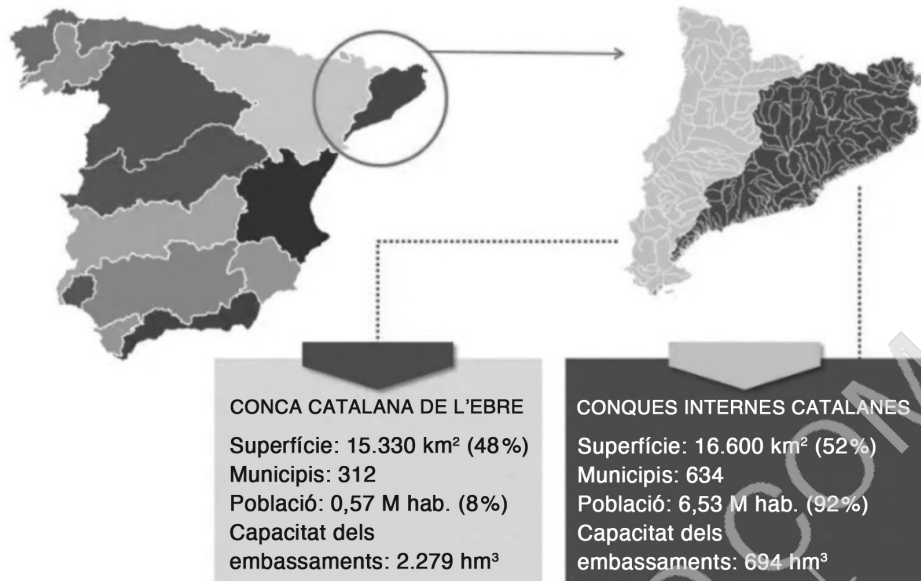 CONCA CATALANA DE L'EBRE
Superfície: 15.330 km² (48%)
Municipis: 312
Població: 0,57 M hab. (8%)
Capacitat dels
embassaments: 2.279 hm³
CONQUES INTERNES CATALANES
Superfície: 16.600 km² (52%)
Municipis: 634
Població: 6,53 M hab. (92%)
Capacitat dels
embassaments: 694 hm³